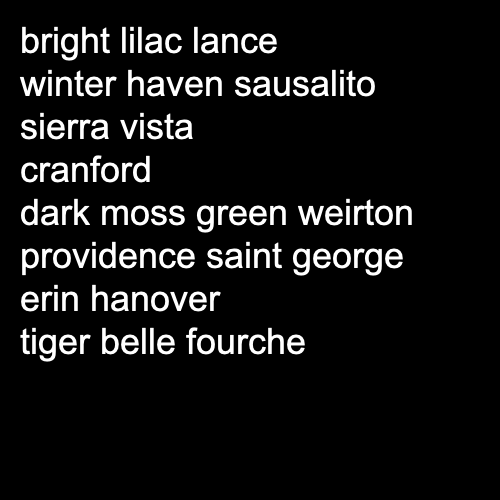 bright lilac lance
winter haven sausalito
sierra vista
cranford
dark moss green weirton
providence saint george
erin hanover
tiger belle fourche